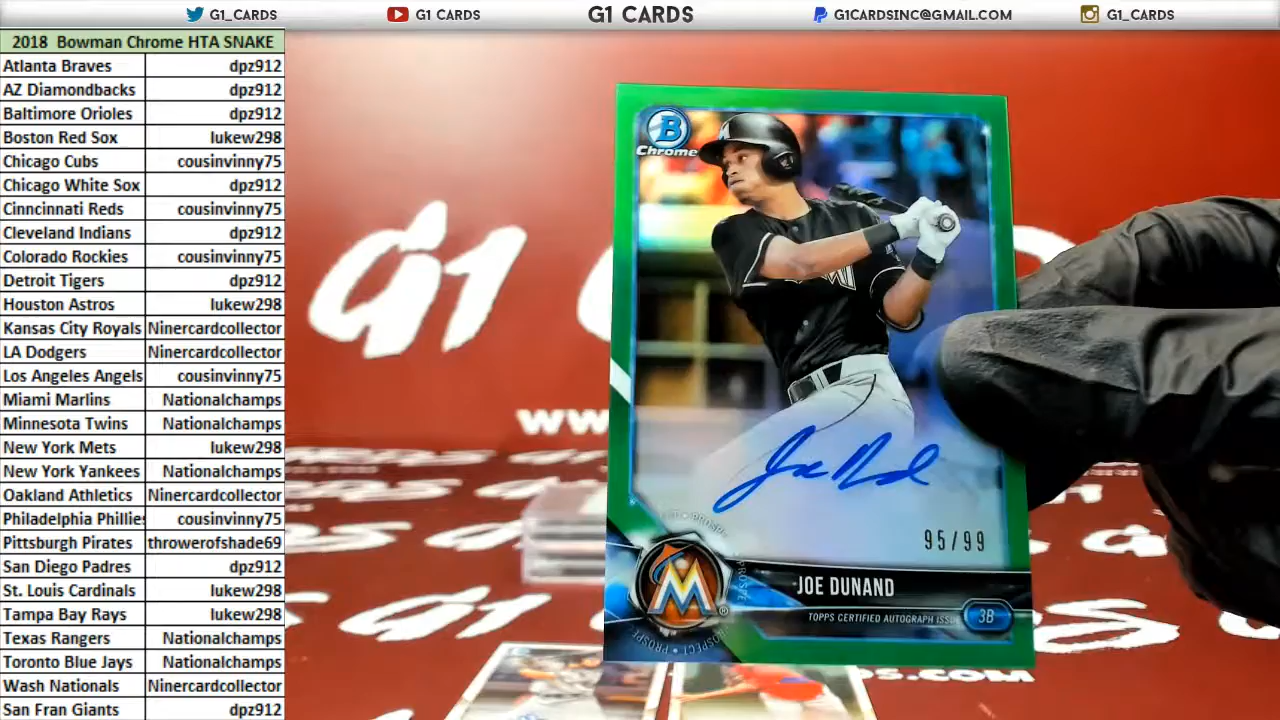 G1_CARDS
G1 CARDS
G1 CARDS
G1CARDSINC@GMAIL.COM
G1_CARDS
2018 Bowman Chrome HTA SNAKE
Atlanta Braves dpz912
AZ Diamondbacks dpz912
Baltimore Orioles dpz912
Boston Red Sox lukew298
Chicago Cubs cousinvinny75
Chicago White Sox dpz912
Cinncinnati Reds cousinvinny75
Cleveland Indians dpz912
Colorado Rockies cousinvinny75
Detroit Tigers dpz912
Houston Astros lukew298
Kansas City Royals Ninercardcollector
LA Dodgers Ninercardcollector
Los Angeles Angels cousinvinny75
Miami Marlins Nationalchamps
Minnesota Twins Nationalchamps
New York Mets lukew298
New York Yankees Nationalchamps
Oakland Athletics Ninercardcollector
Philadelphia Phillies cousinvinny75
Pittsburgh Pirates throwerofshade69
San Diego Padres dpz912
St. Louis Cardinals lukew298
Tampa Bay Rays lukew298
Texas Rangers Nationalchamps
Toronto Blue Jays Nationalchamps
Wash Nationals Ninercardcollector
San Fran Giants dpz912
G1
www
B
Chrome
95/99
M
JOE DUNAND
TOPPS CERTIFIED AUTOGRAPH ISSUE
3B
PROSPECT
.COM